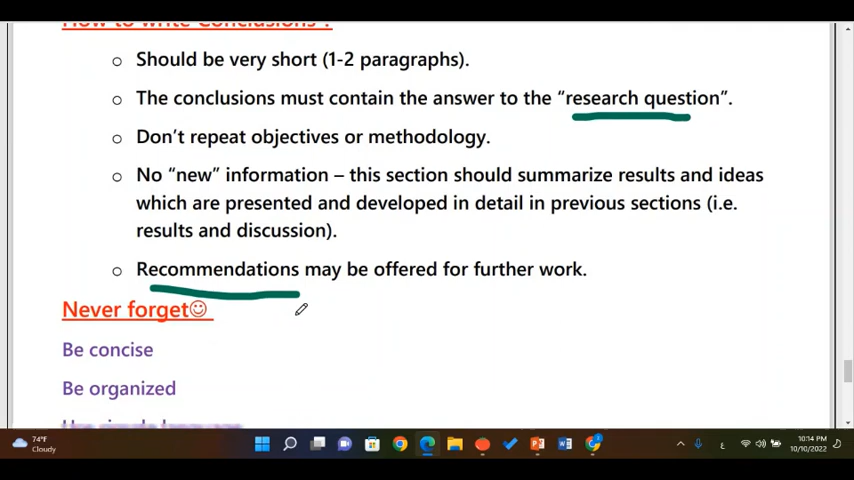 How to write Conclusions ?:
○ Should be very short (1-2 paragraphs).
○ The conclusions must contain the answer to the “research question”.
○ Don’t repeat objectives or methodology.
○ No “new” information – this section should summarize results and ideas
which are presented and developed in detail in previous sections (i.e.
results and discussion).
○ Recommendations may be offered for further work.
Never forget☺
Be concise
Be organized
Use simple language
74°F
Cloudy
ع
10:14 PM
10/10/2022